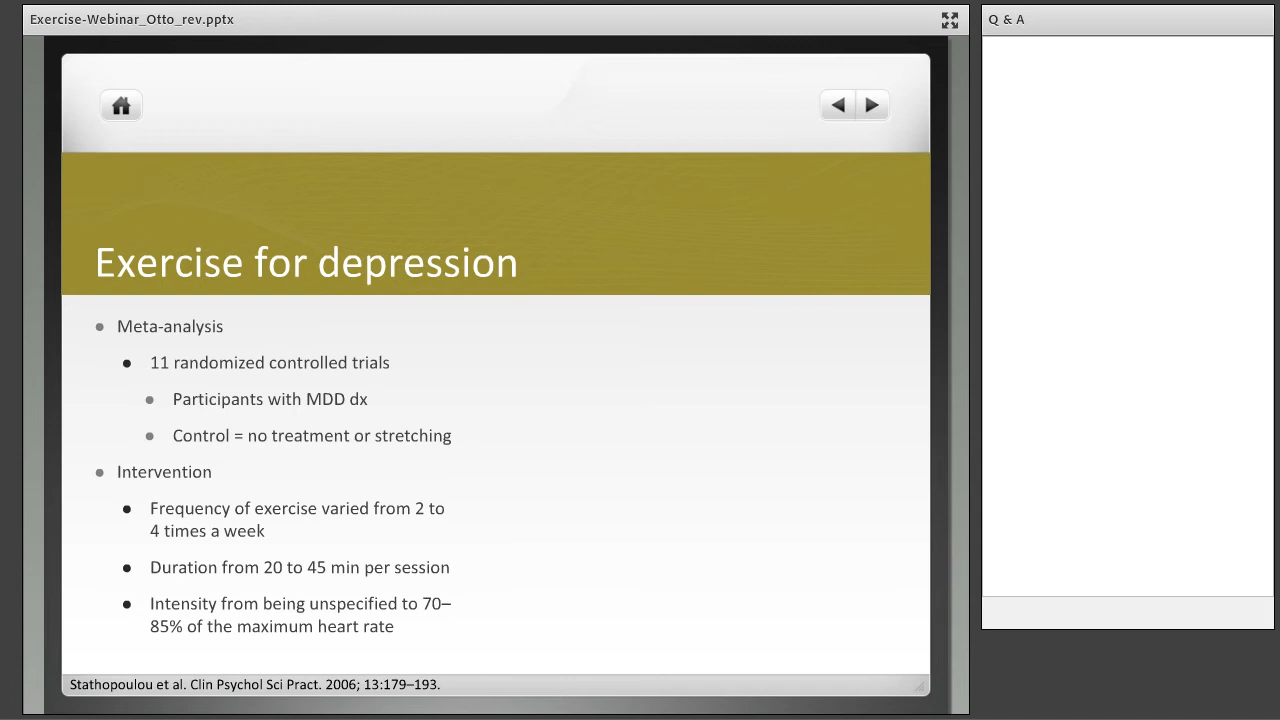 Exercise-Webinar_Otto_rev.pptx
Q & A
Exercise for depression
Meta-analysis
11 randomized controlled trials
Participants with MDD dx
Control = no treatment or stretching
Intervention
Frequency of exercise varied from 2 to
4 times a week
Duration from 20 to 45 min per session
Intensity from being unspecified to 70–
85% of the maximum heart rate
Stathopoulou et al. Clin Psychol Sci Pract. 2006; 13:179–193.